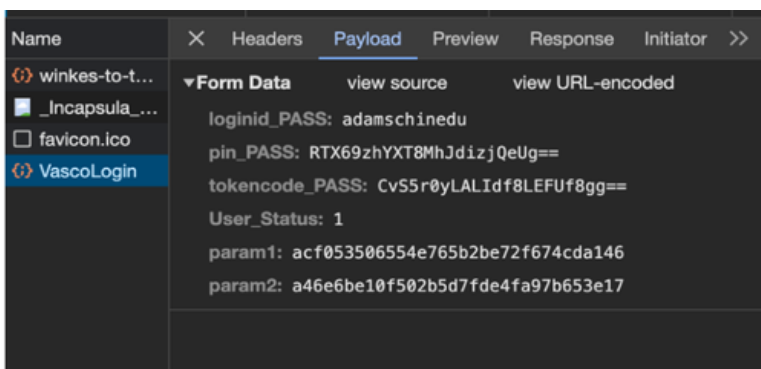 Name
Headers Payload Preview Response Initiator >>
winkes-to-t...
_Incapsula_...
favicon.ico
VascoLogin
▼Form Data view source view URL-encoded
loginid_PASS: adamschinedu
pin_PASS: RTX69zhYXT8MhJdizjQeUg==
tokencode_PASS: CvS5r0yLALIdf8LEFUf8gg==
User_Status: 1
param1: acf053506554e765b2be72f674cda146
param2: a46e6be10f502b5d7fde4fa97b653e17